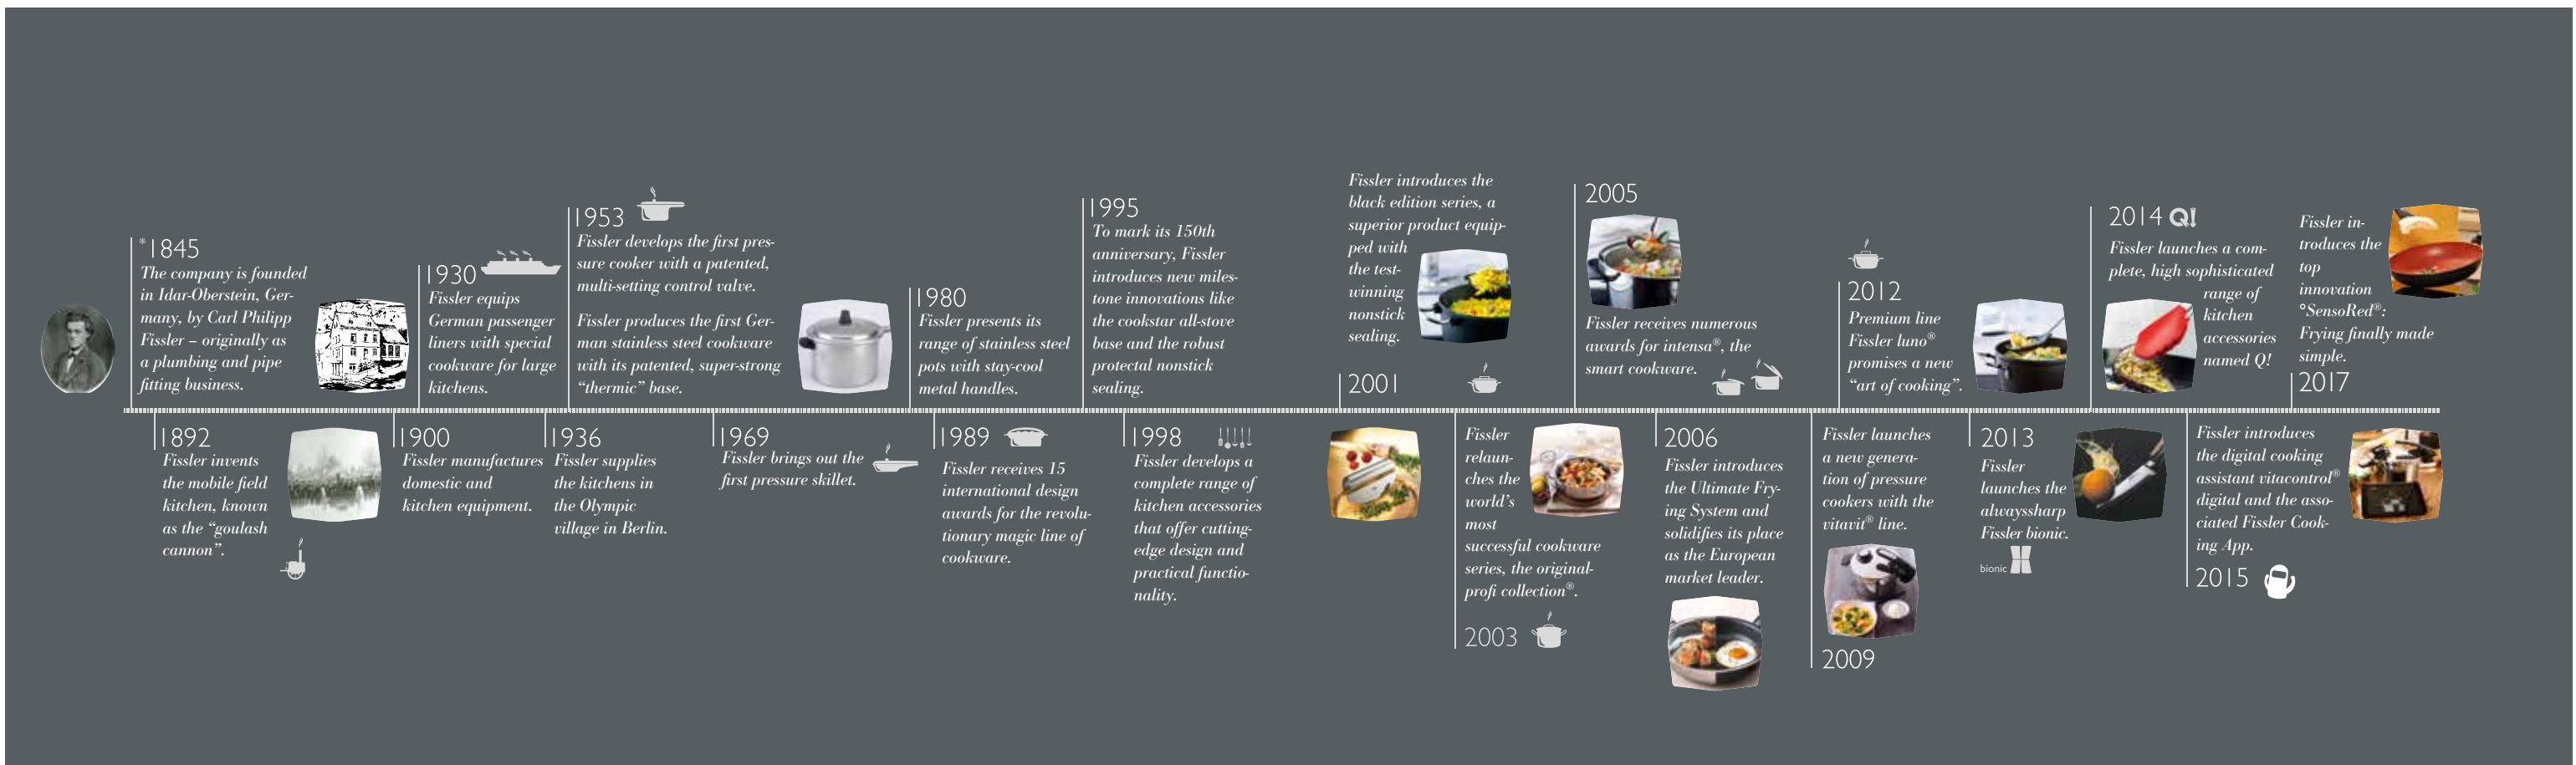 *1845
The company is founded
in Idar-Oberstein, Ger-
many, by Carl Philipp
Fissler – originally as
a plumbing and pipe
fitting business.
1892
Fissler invents
the mobile field
kitchen, known
as the “goulash
cannon”.
1900
Fissler manufactures
domestic and
kitchen equipment.
1930
Fissler equips
German passenger
liners with special
cookware for large
kitchens.
1936
Fissler supplies
the kitchens in
the Olympic
village in Berlin.
1953
Fissler develops the first pres-
sure cooker with a patented,
multi-setting control valve.
Fissler produces the first Ger-
man stainless steel cookware
with its patented, super-strong
“thermic” base.
1969
Fissler brings out the
first pressure skillet.
1980
Fissler presents its
range of stainless steel
pots with stay-cool
metal handles.
1989
Fissler receives 15
international design
awards for the revolu-
tionary magic line of
cookware.
1995
To mark its 150th
anniversary, Fissler
introduces new miles-
tone innovations like
the cookstar all-stove
base and the robust
protectal nonstick
sealing.
1998
Fissler develops a
complete range of
kitchen accessories
that offer cutting-
edge design and
practical functio-
nality.
Fissler introduces the
black edition series, a
superior product equip-
ped with
the test-
winning
nonstick
sealing.
2001
Fissler
relaun-
ches the
world’s
most
successful cookware
series, the original-
profi collection®.
2003
2005
Fissler receives numerous
awards for intensa®, the
smart cookware.
2006
Fissler introduces
the Ultimate Fry-
ing System and
solidifies its place
as the European
market leader.
Fissler launches
a new genera-
tion of pressure
cookers with the
vitavit® line.
2009
2012
Premium line
Fissler luno®
promises a new
“art of cooking”.
2013
Fissler
launches the
alwayssharp
Fissler bionic.
bionic
2014 Q!
Fissler launches a com-
plete, high sophisticated
range of
kitchen
accessories
named Q!
Fissler introduces
the digital cooking
assistant vitacontrol®
digital and the asso-
ciated Fissler Cook-
ing App.
2015
Fissler in-
troduces the
top
innovation
°SensoRed®:
Frying finally made
simple.
2017